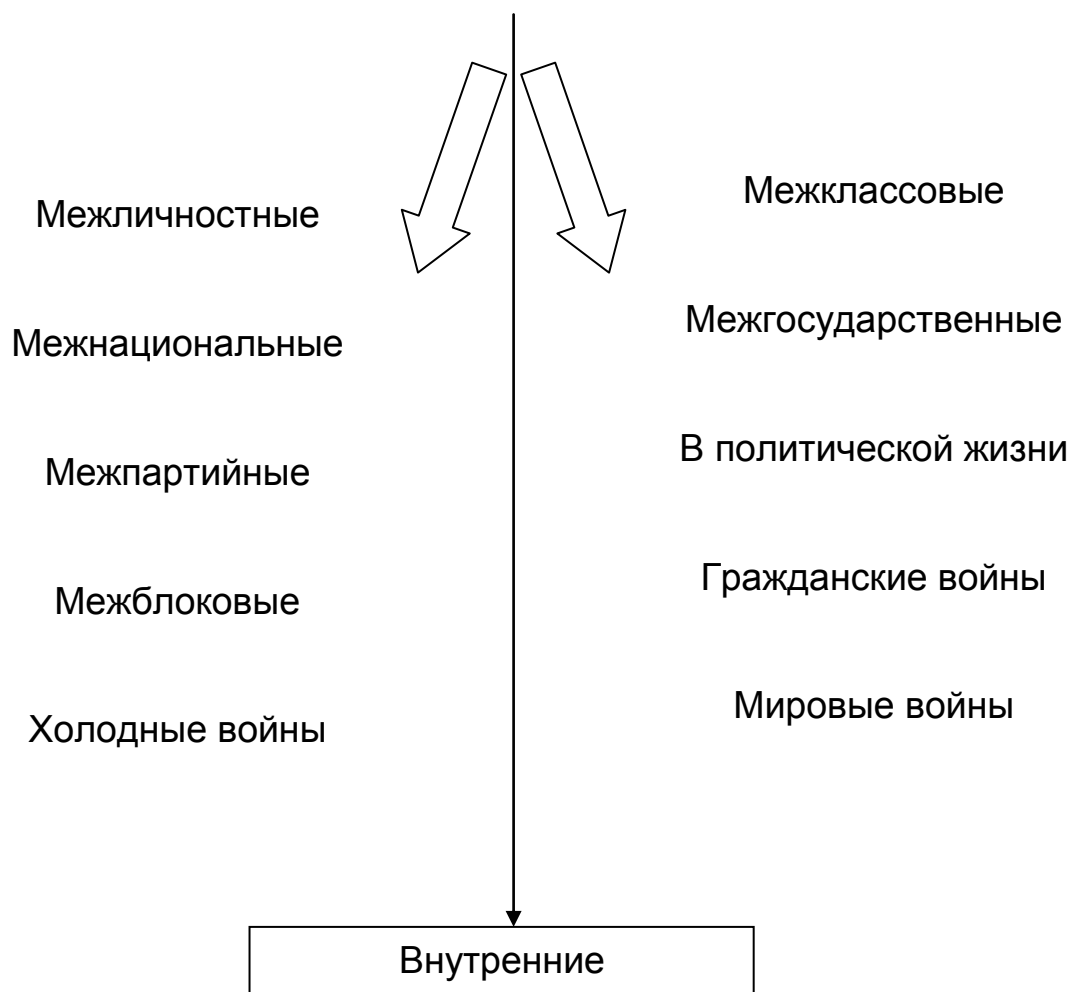 Межличностные
Межнациональные
Межпартийные
Межблоковые
Холодные войны
Межклассовые
Межгосударственные
В политической жизни
Гражданские войны
Мировые войны
Внутренние